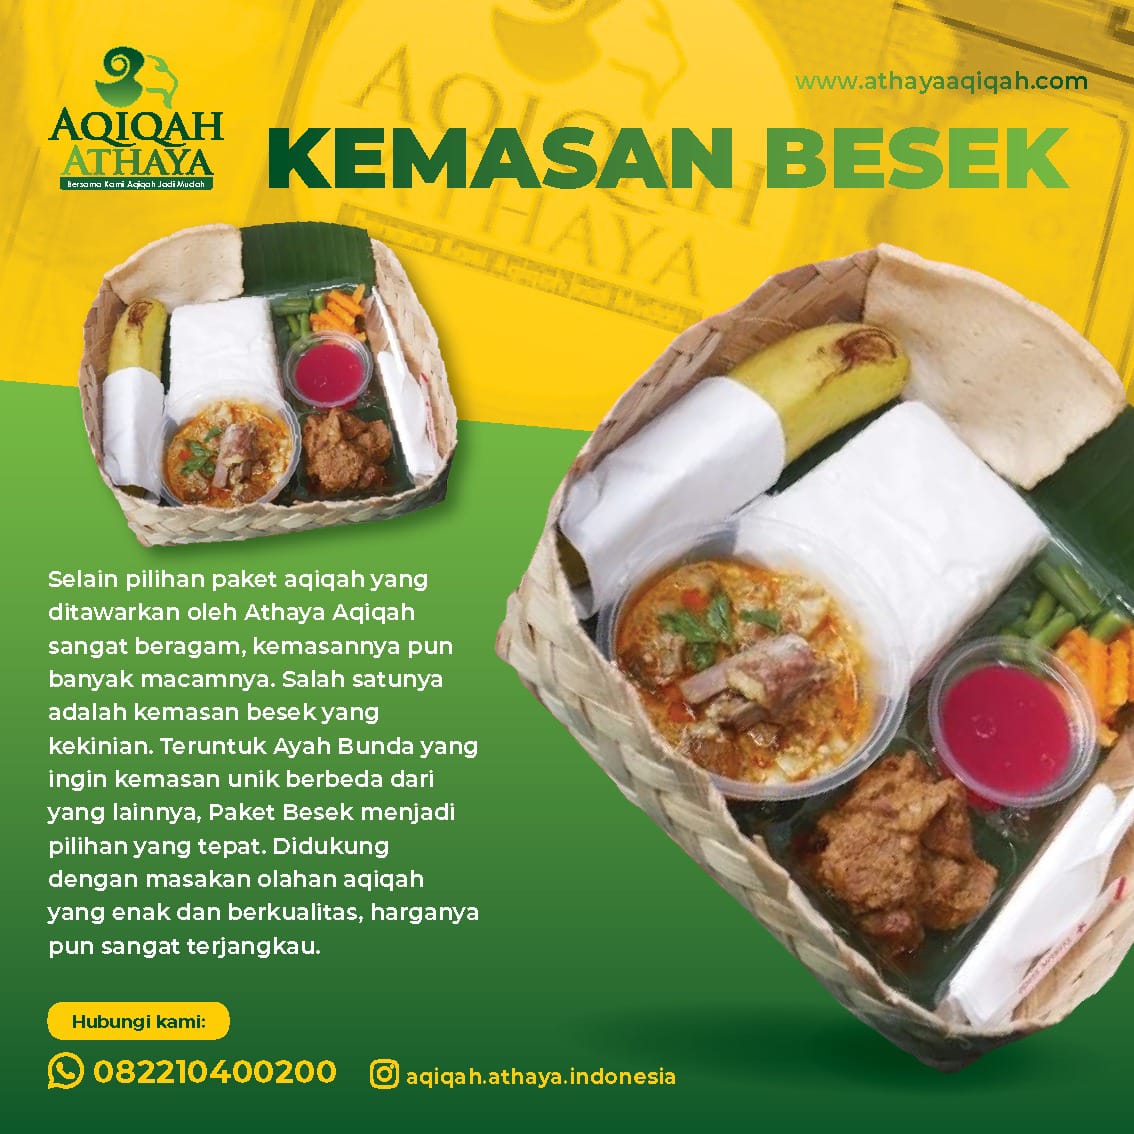 www.athayaaqiqah.com
AQIQAH
ATHAYA
Bersama Kami Aqiqah Jadi Mudah
KEMASAN BESEK
AQIQAH
ATHAYA
Selain pilihan paket aqiqah yang
ditawarkan oleh Athaya Aqiqah
sangat beragam, kemasannya pun
banyak macamnya. Salah satunya
adalah kemasan besek yang
kekinian. Teruntuk Ayah Bunda yang
ingin kemasan unik berbeda dari
yang lainnya, Paket Besek menjadi
pilihan yang tepat. Didukung
dengan masakan olahan aqiqah
yang enak dan berkualitas, harganya
pun sangat terjangkau.
Hubungi kami:
082210400200
aqiqah.athaya.indonesia